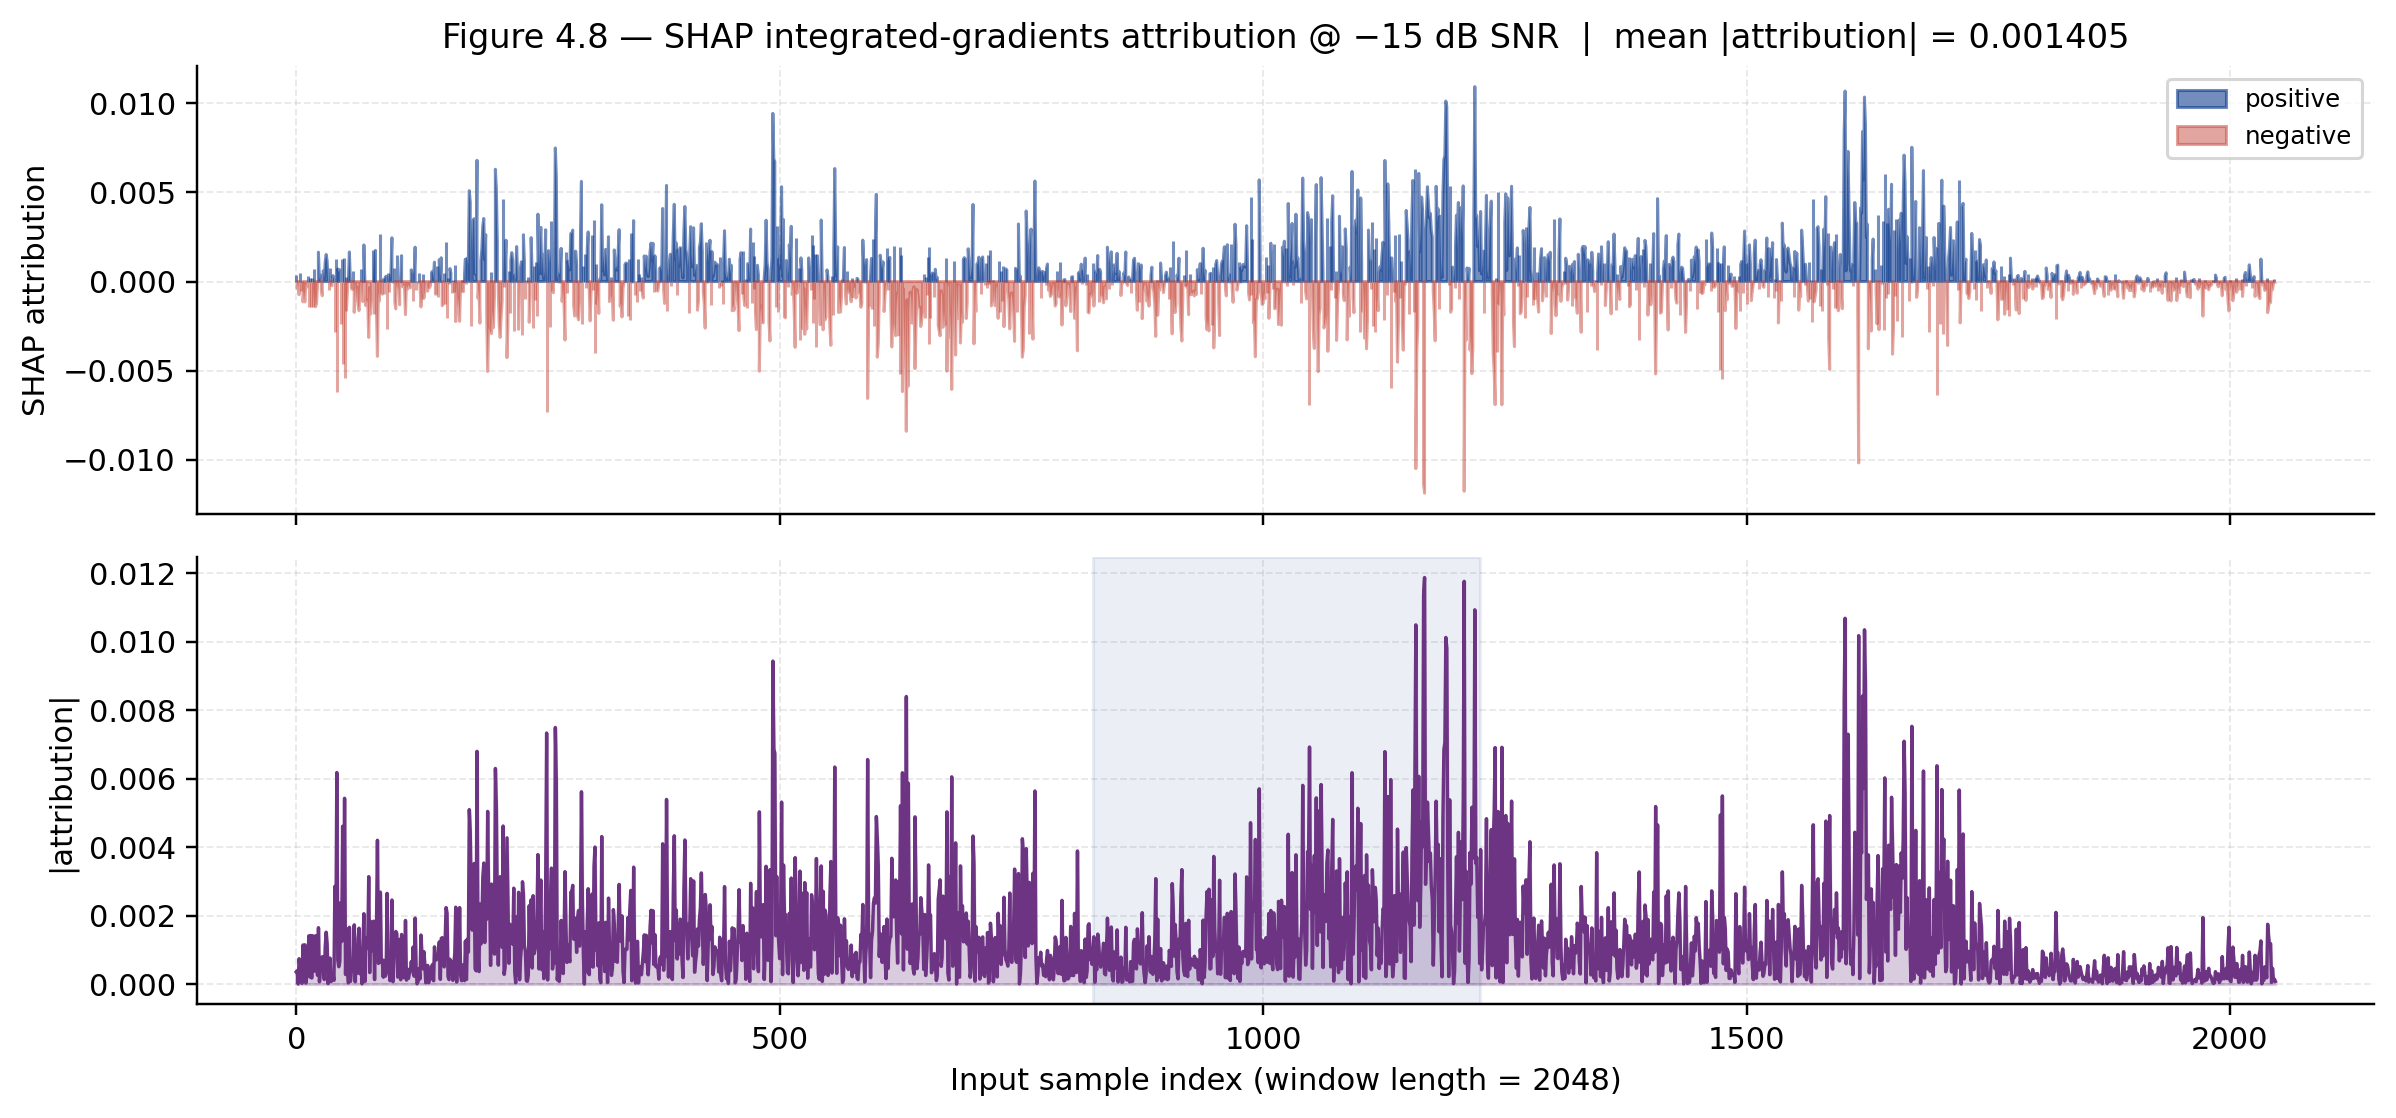 Figure 4.8 — SHAP integrated-gradients attribution @ −15 dB SNR | mean |attribution| = 0.001405
positive
negative
SHAP attribution
0.010
0.005
0.000
−0.005
−0.010
|attribution|
0.012
0.010
0.008
0.006
0.004
0.002
0.000
0 500 1000 1500 2000
Input sample index (window length = 2048)